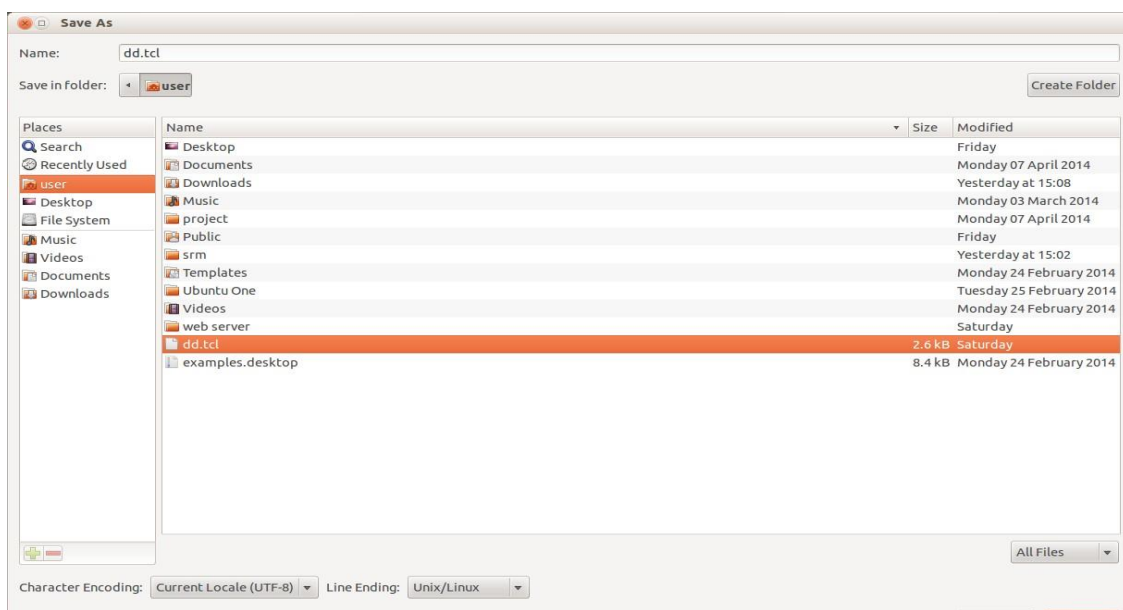 Save As
Name: dd.tcl
Save in folder: user Create Folder
Places Name Size Modified
Search Desktop Friday
Recently Used Documents Monday 07 April 2014
user Downloads Yesterday at 15:08
Desktop Music Monday 03 March 2014
File System project Monday 07 April 2014
Music Public Friday
Videos srm Yesterday at 15:02
Documents Templates Monday 24 February 2014
Downloads Ubuntu One Tuesday 25 February 2014
Videos Monday 24 February 2014
web server Saturday
dd.tcl 2.6 kB Saturday
examples.desktop 8.4 kB Monday 24 February 2014
All Files
Character Encoding: Current Locale (UTF-8) Line Ending: Unix/Linux